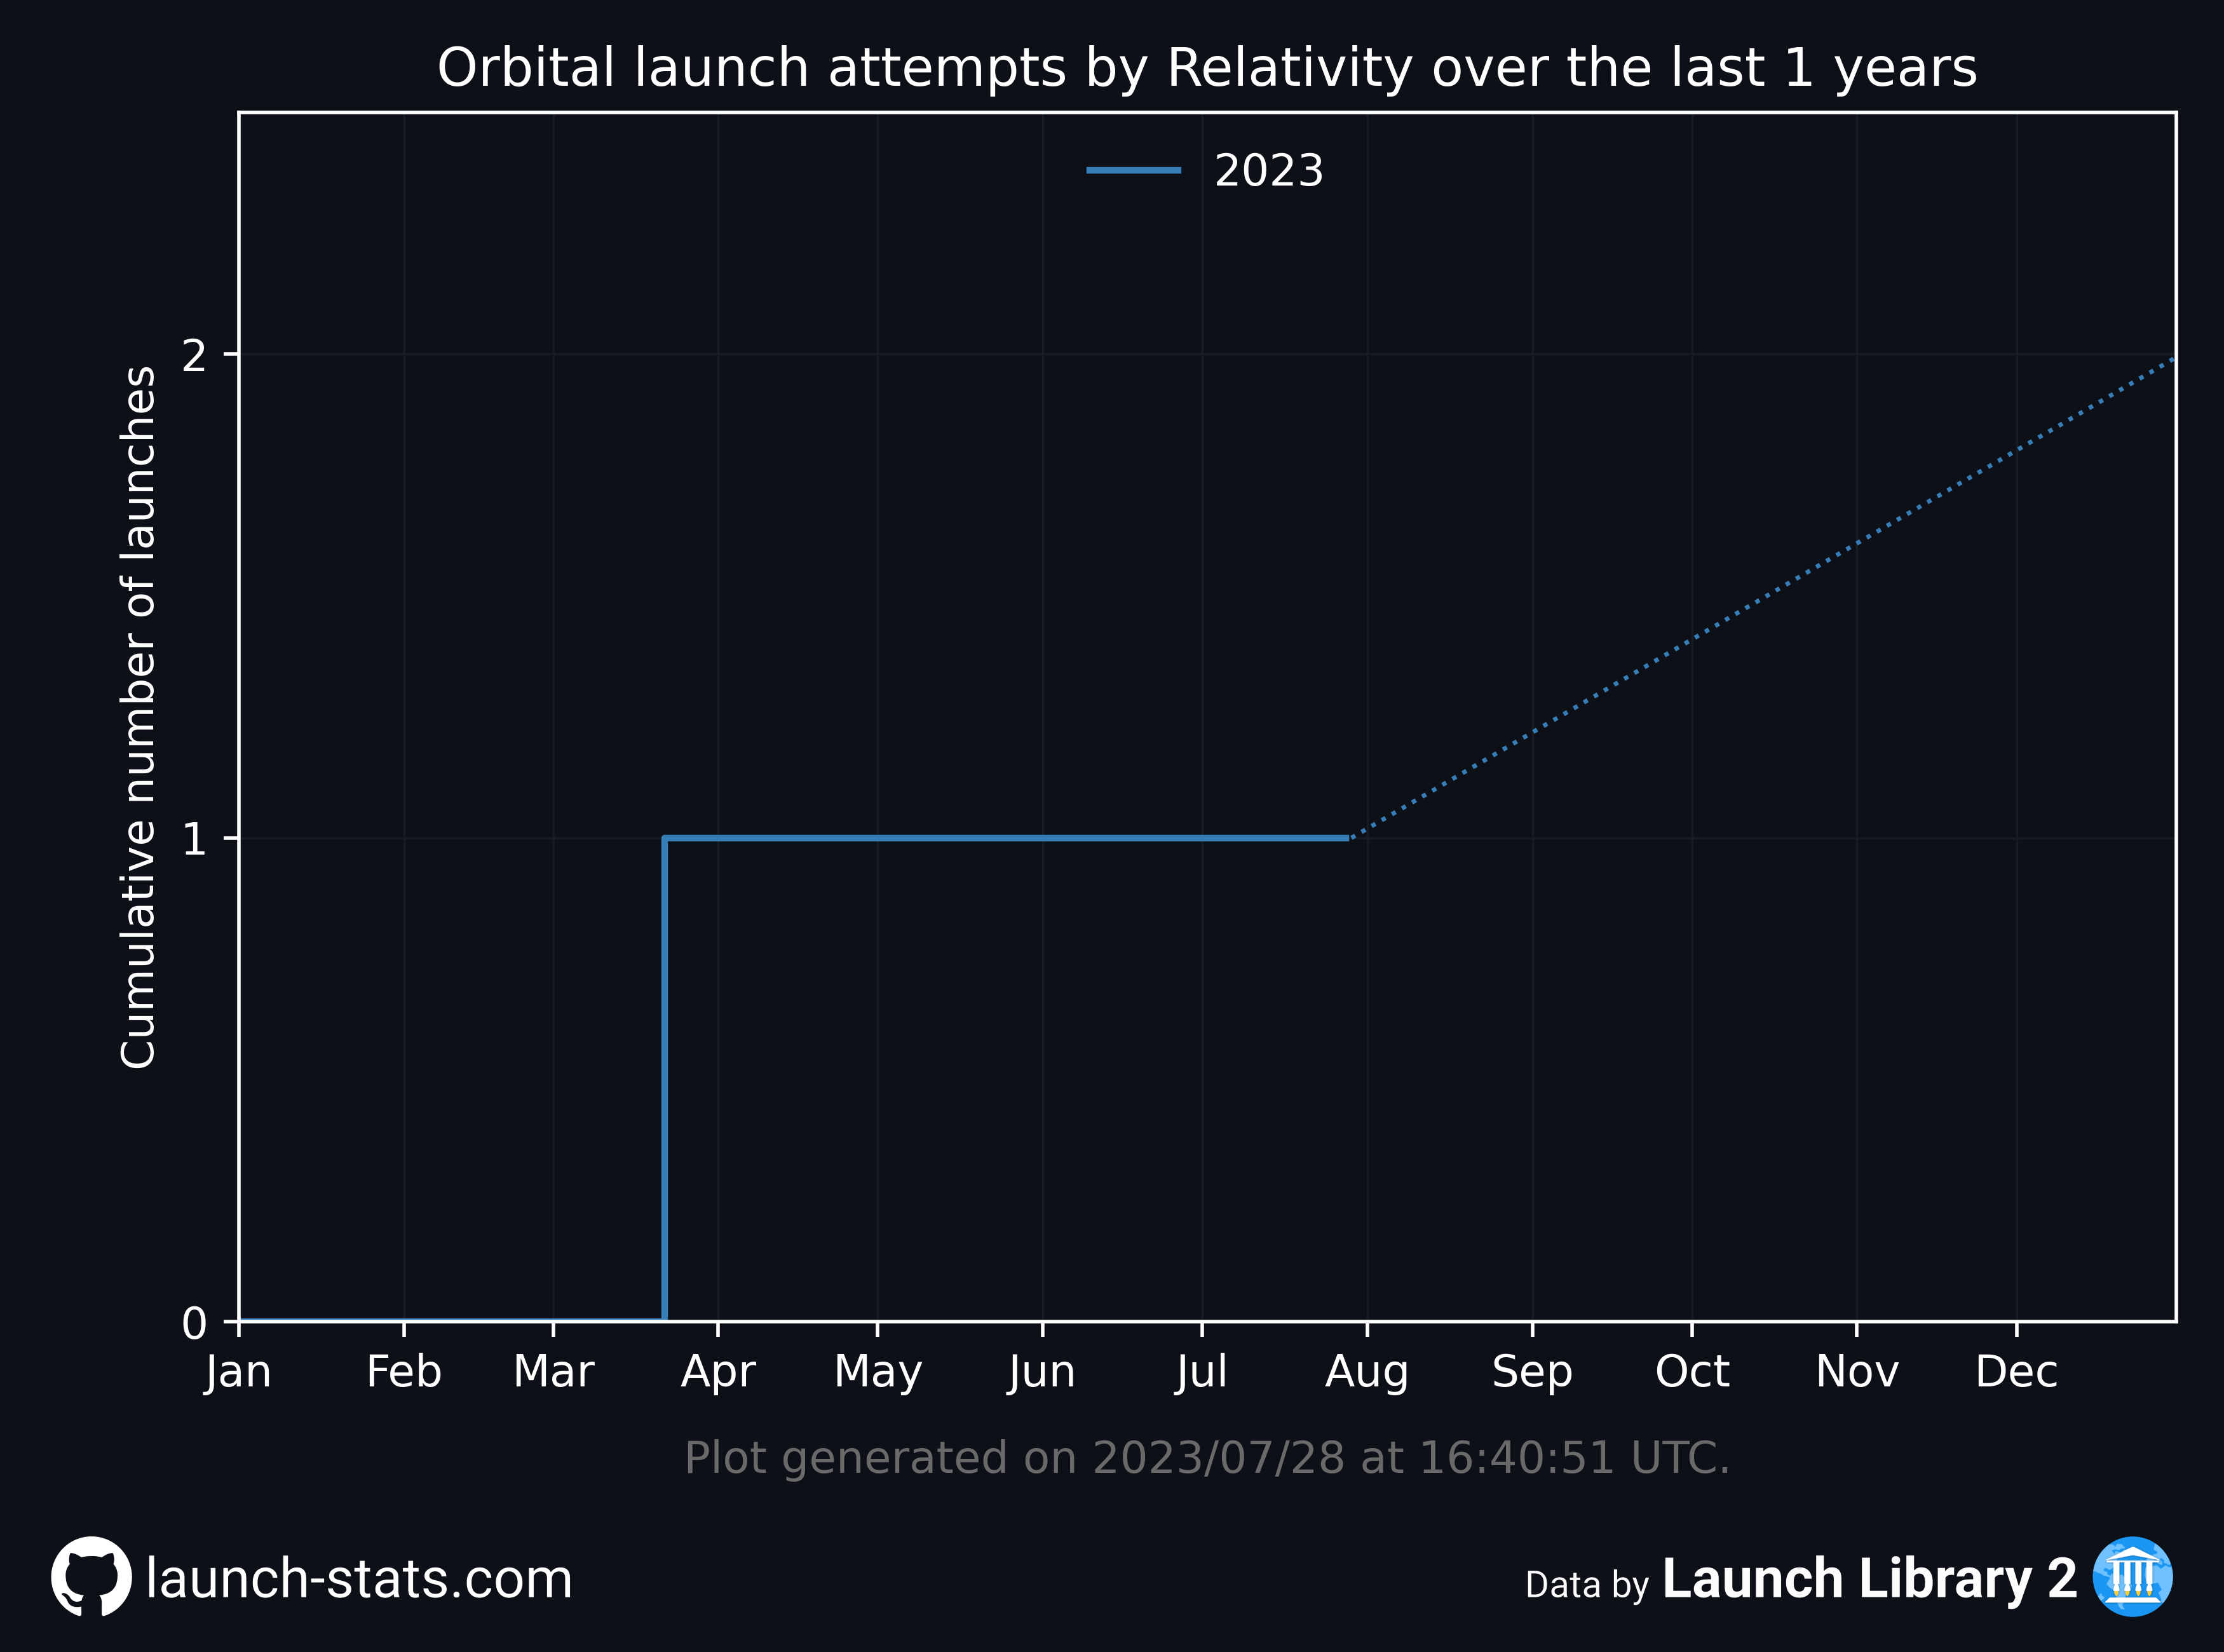 Orbital launch attempts by Relativity over the last 1 years
2023
Cumulative number of launches
2
1
0
Jan Feb Mar Apr May Jun Jul Aug Sep Oct Nov Dec
Plot generated on 2023/07/28 at 16:40:51 UTC.
launch-stats.com
Data by Launch Library 2